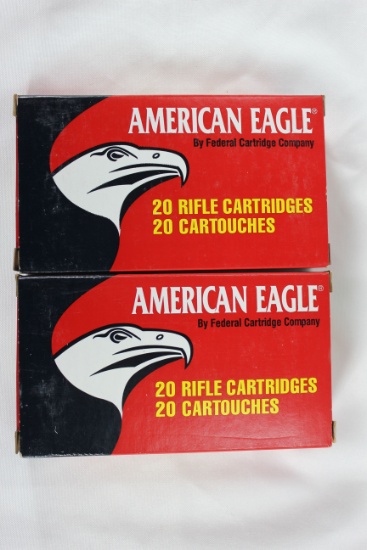 AMERICAN EAGLE®
By Federal Cartridge Company
20 RIFLE CARTRIDGES
20 CARTOUCHES
AMERICAN EAGLE®
By Federal Cartridge Company
20 RIFLE CARTRIDGES
20 CARTOUCHES